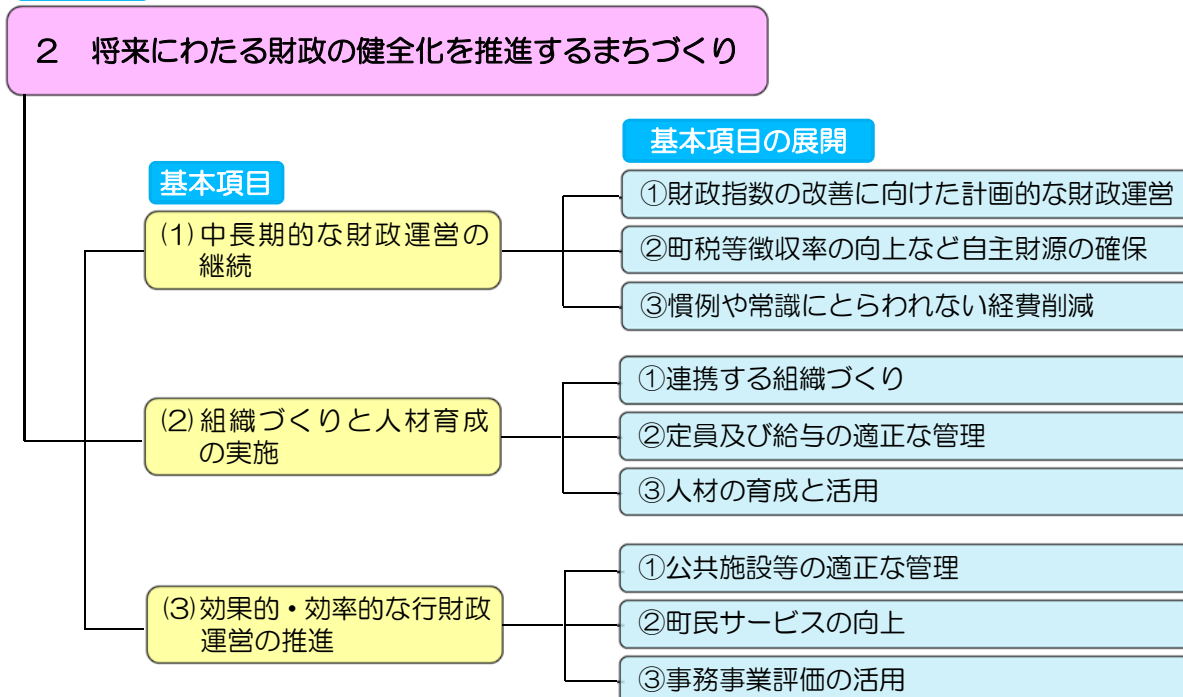 ２　将来にわたる財政の健全化を推進するまちづくり
基本項目の展開
基本項目
(1)中長期的な財政運営の
継続
①財政指数の改善に向けた計画的な財政運営
②町税等徴収率の向上など自主財源の確保
③慣例や常識にとらわれない経費削減
(2)組織づくりと人材育成
の実施
①連携する組織づくり
②定員及び給与の適正な管理
③人材の育成と活用
(3)効果的・効率的な行財政
運営の推進
①公共施設等の適正な管理
②町民サービスの向上
③事務事業評価の活用